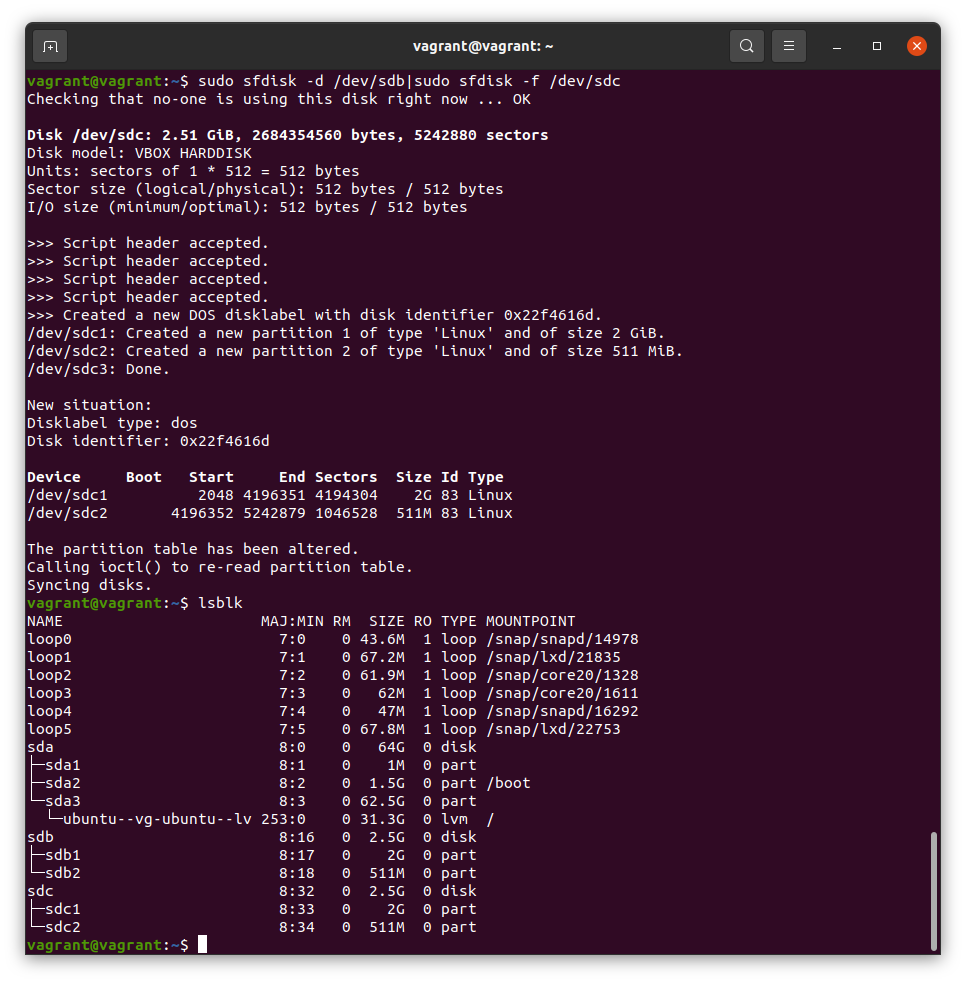 vagrant@vagrant: ~
vagrant@vagrant:~$ sudo sfdisk -d /dev/sdb|sudo sfdisk -f /dev/sdc
Checking that no-one is using this disk right now ... OK

Disk /dev/sdc: 2.51 GiB, 2684354560 bytes, 5242880 sectors
Disk model: VBOX HARDDISK
Units: sectors of 1 * 512 = 512 bytes
Sector size (logical/physical): 512 bytes / 512 bytes
I/O size (minimum/optimal): 512 bytes / 512 bytes

>>> Script header accepted.
>>> Script header accepted.
>>> Script header accepted.
>>> Script header accepted.
>>> Created a new DOS disklabel with disk identifier 0x22f4616d.
/dev/sdc1: Created a new partition 1 of type 'Linux' and of size 2 GiB.
/dev/sdc2: Created a new partition 2 of type 'Linux' and of size 511 MiB.
/dev/sdc3: Done.

New situation:
Disklabel type: dos
Disk identifier: 0x22f4616d

Device     Boot   Start     End Sectors  Size Id Type
/dev/sdc1          2048 4196351 4194304    2G 83 Linux
/dev/sdc2       4196352 5242879 1046528  511M 83 Linux

The partition table has been altered.
Calling ioctl() to re-read partition table.
Syncing disks.
vagrant@vagrant:~$ lsblk
NAME                      MAJ:MIN RM  SIZE RO TYPE MOUNTPOINT
loop0                       7:0    0 43.6M  1 loop /snap/snapd/14978
loop1                       7:1    0 67.2M  1 loop /snap/lxd/21835
loop2                       7:2    0 61.9M  1 loop /snap/core20/1328
loop3                       7:3    0   62M  1 loop /snap/core20/1611
loop4                       7:4    0   47M  1 loop /snap/snapd/16292
loop5                       7:5    0 67.8M  1 loop /snap/lxd/22753
sda                         8:0    0   64G  0 disk
├─sda1                      8:1    0    1M  0 part
├─sda2                      8:2    0  1.5G  0 part /boot
└─sda3                      8:3    0 62.5G  0 part
  └─ubuntu--vg-ubuntu--lv 253:0    0 31.3G  0 lvm  /
sdb                         8:16   0  2.5G  0 disk
├─sdb1                      8:17   0    2G  0 part
└─sdb2                      8:18   0  511M  0 part
sdc                         8:32   0  2.5G  0 disk
├─sdc1                      8:33   0    2G  0 part
└─sdc2                      8:34   0  511M  0 part
vagrant@vagrant:~$